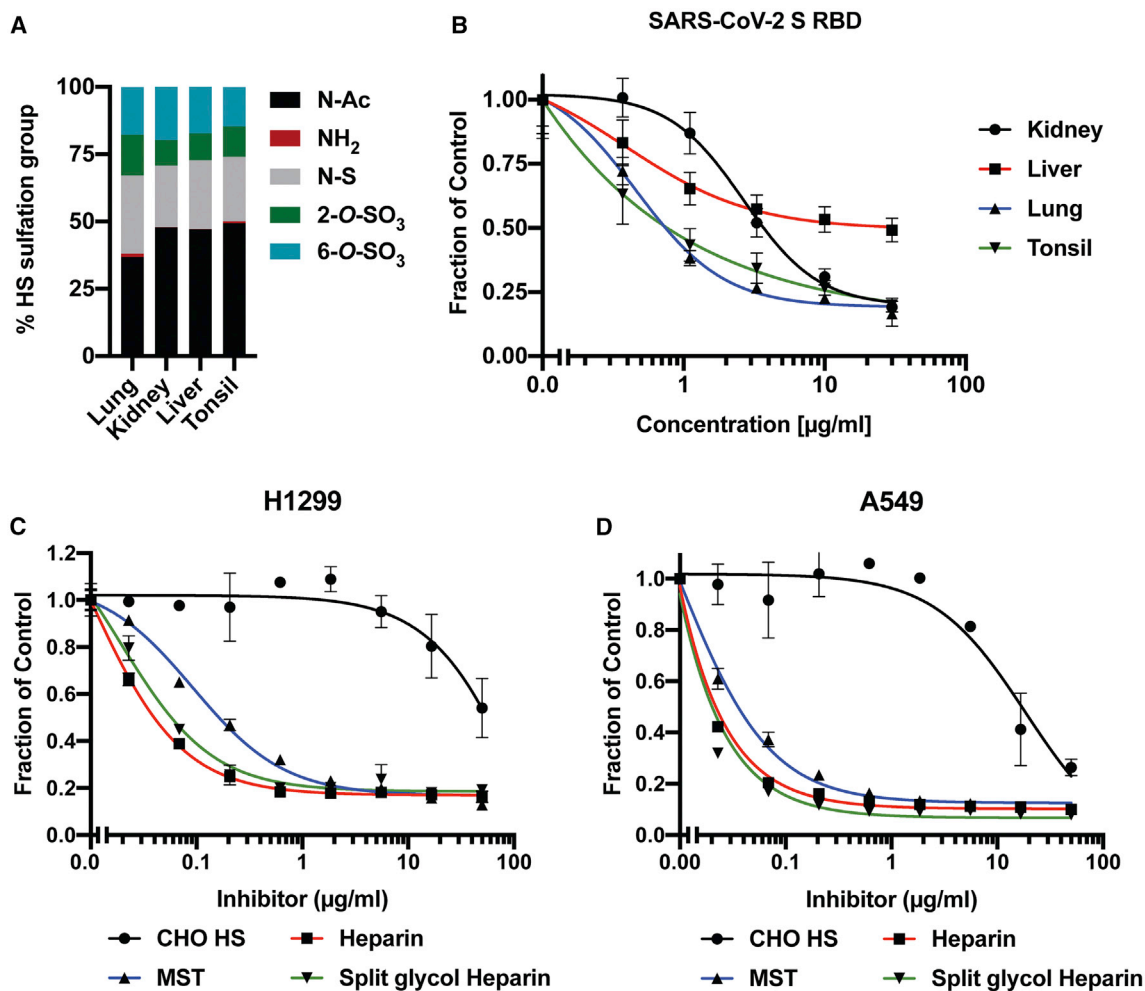 A
% HS sulfation group
100
75
50
25
0
Lung
Kidney
Liver
Tonsil
N-Ac
NH₂
N-S
2-O-SO₃
6-O-SO₃
B
SARS-CoV-2 S RBD
Fraction of Control
1.00
0.75
0.50
0.25
0.00
0.0 1 10 100
Concentration [µg/ml]
Kidney
Liver
Lung
Tonsil
C
H1299
Fraction of Control
1.2
1.0
0.8
0.6
0.4
0.2
0.0
0.0 0.1 1 10 100
Inhibitor (µg/ml)
CHO HS Heparin
MST Split glycol Heparin
D
A549
Fraction of Control
1.0
0.8
0.6
0.4
0.2
0.0
0.00 0.1 1 10 100
Inhibitor (µg/ml)
CHO HS Heparin
MST Split glycol Heparin